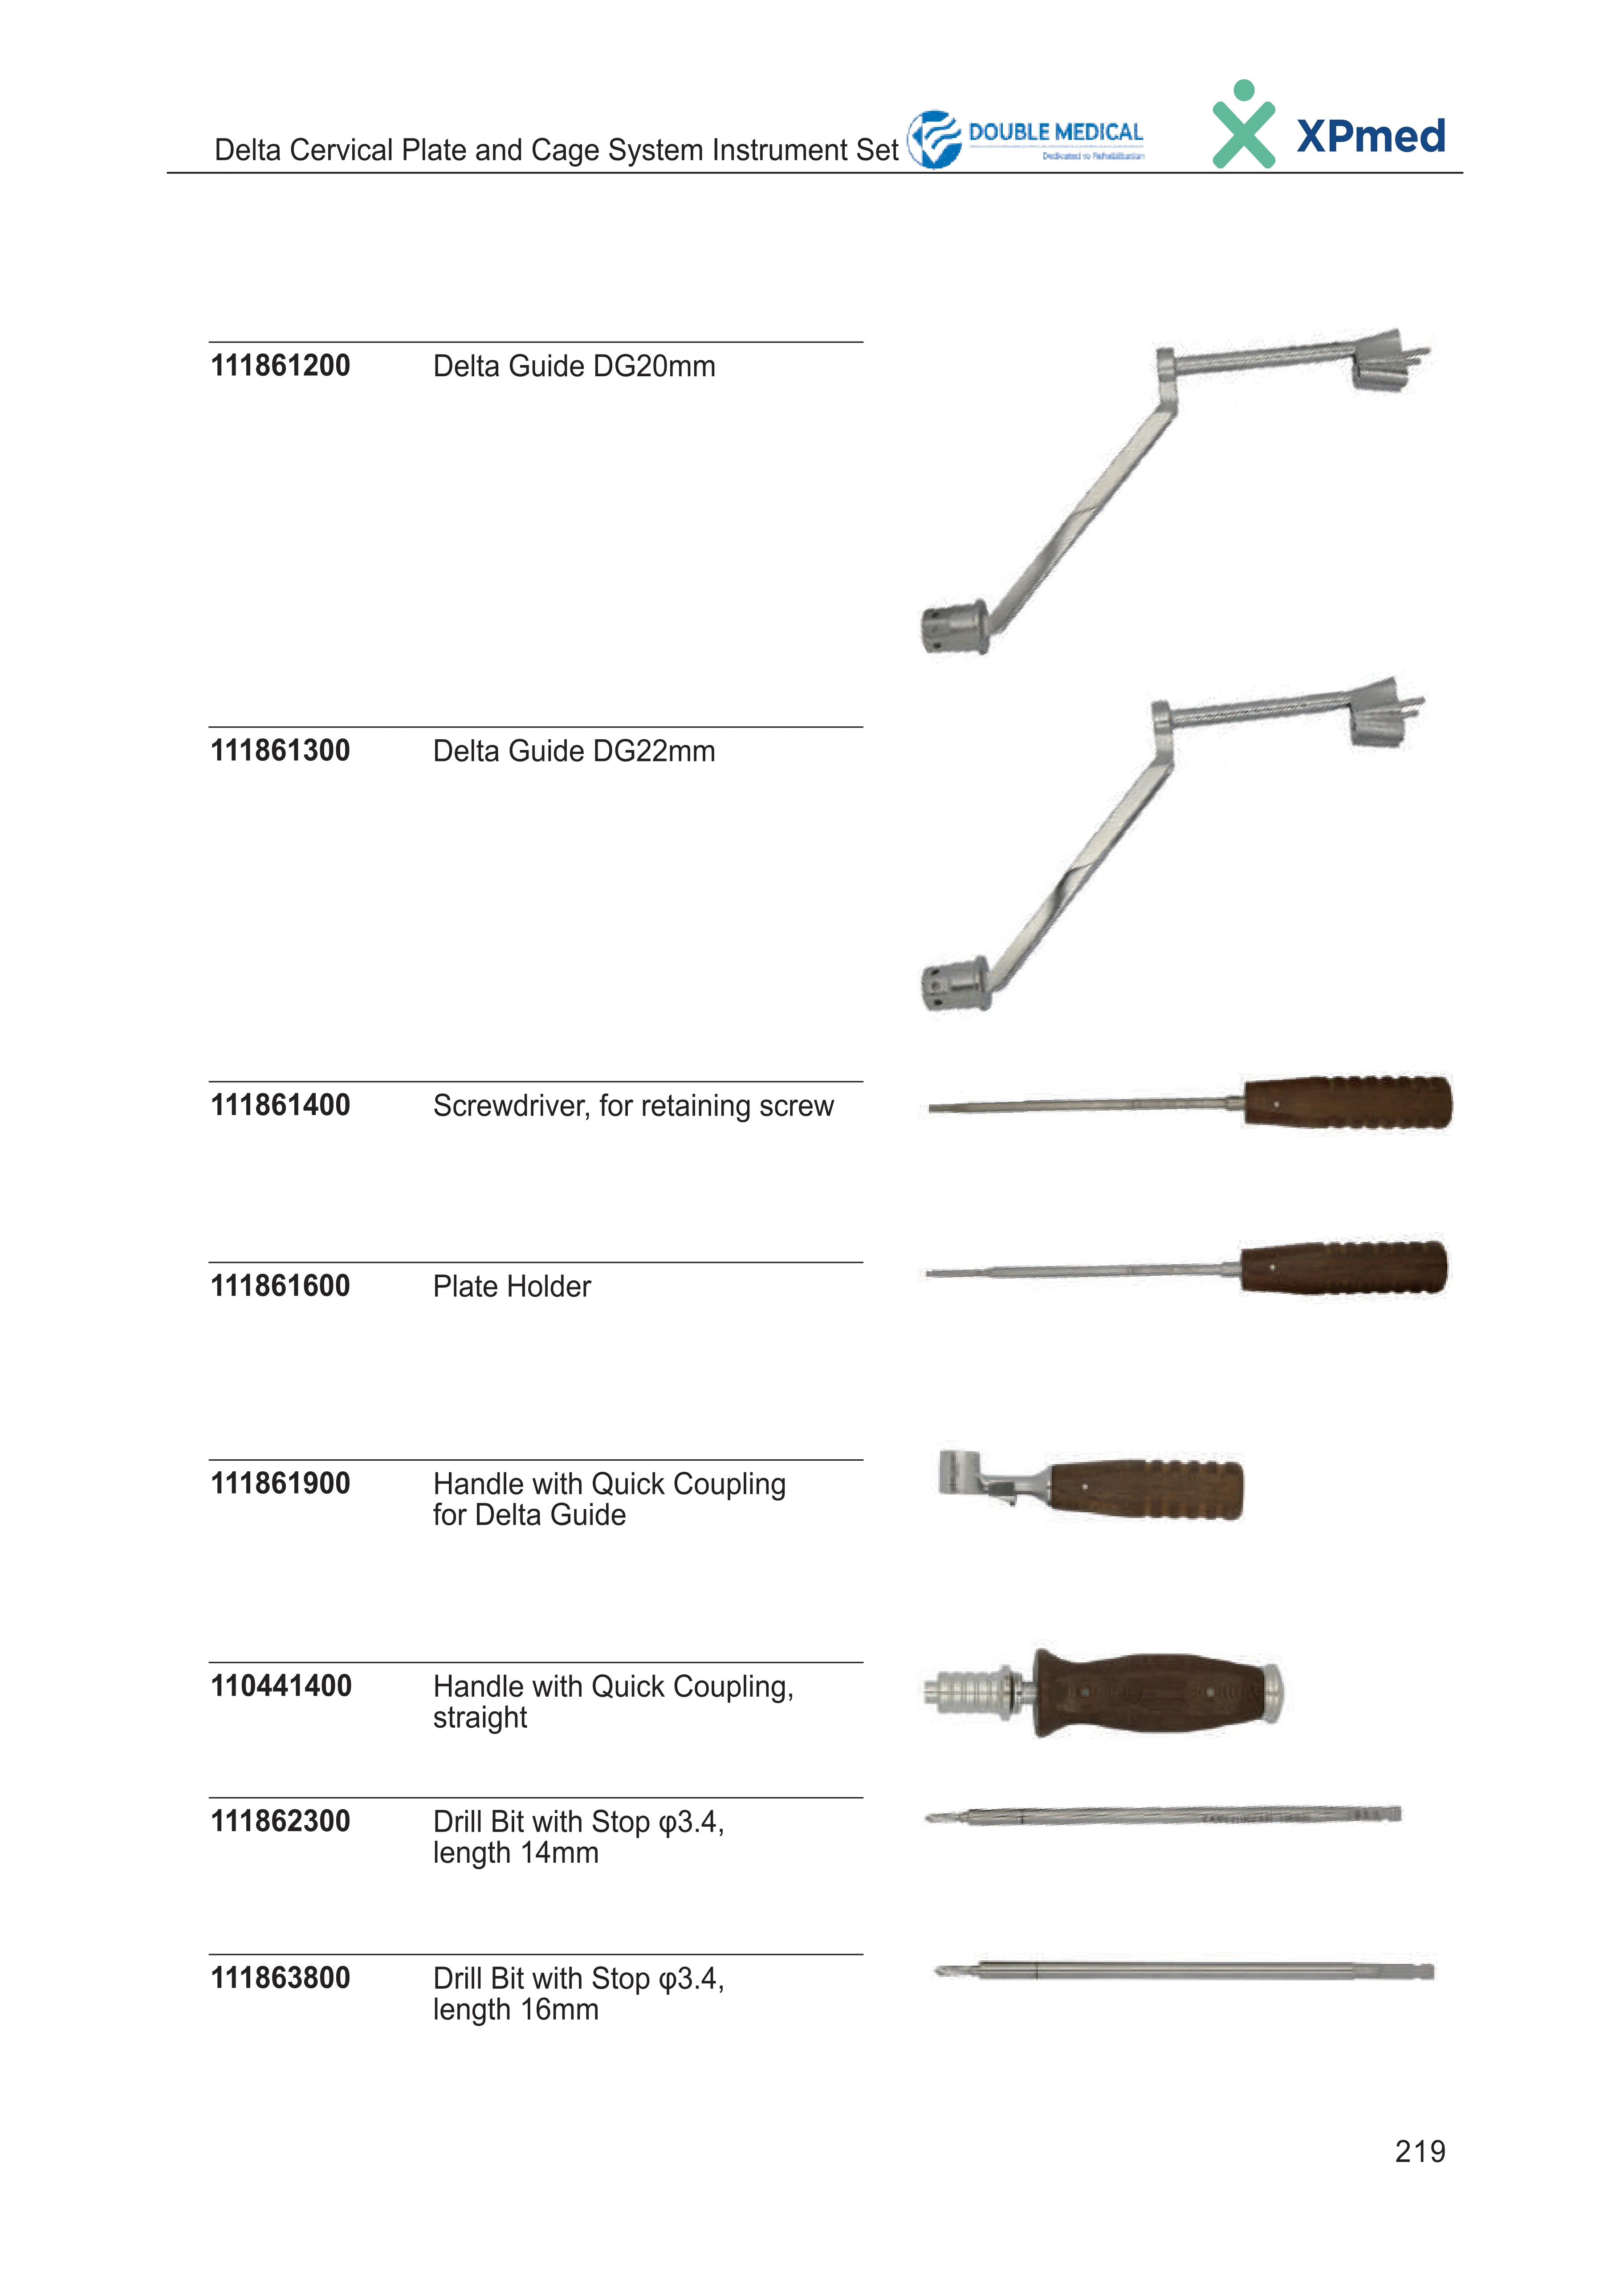 Delta Cervical Plate and Cage System Instrument Set
DOUBLE MEDICAL
Dedicated to Rehabilitation
XPmed
111861200 Delta Guide DG20mm
111861300 Delta Guide DG22mm
111861400 Screwdriver, for retaining screw
111861600 Plate Holder
111861900 Handle with Quick Coupling
for Delta Guide
110441400 Handle with Quick Coupling,
straight
111862300 Drill Bit with Stop φ3.4,
length 14mm
111863800 Drill Bit with Stop φ3.4,
length 16mm
219